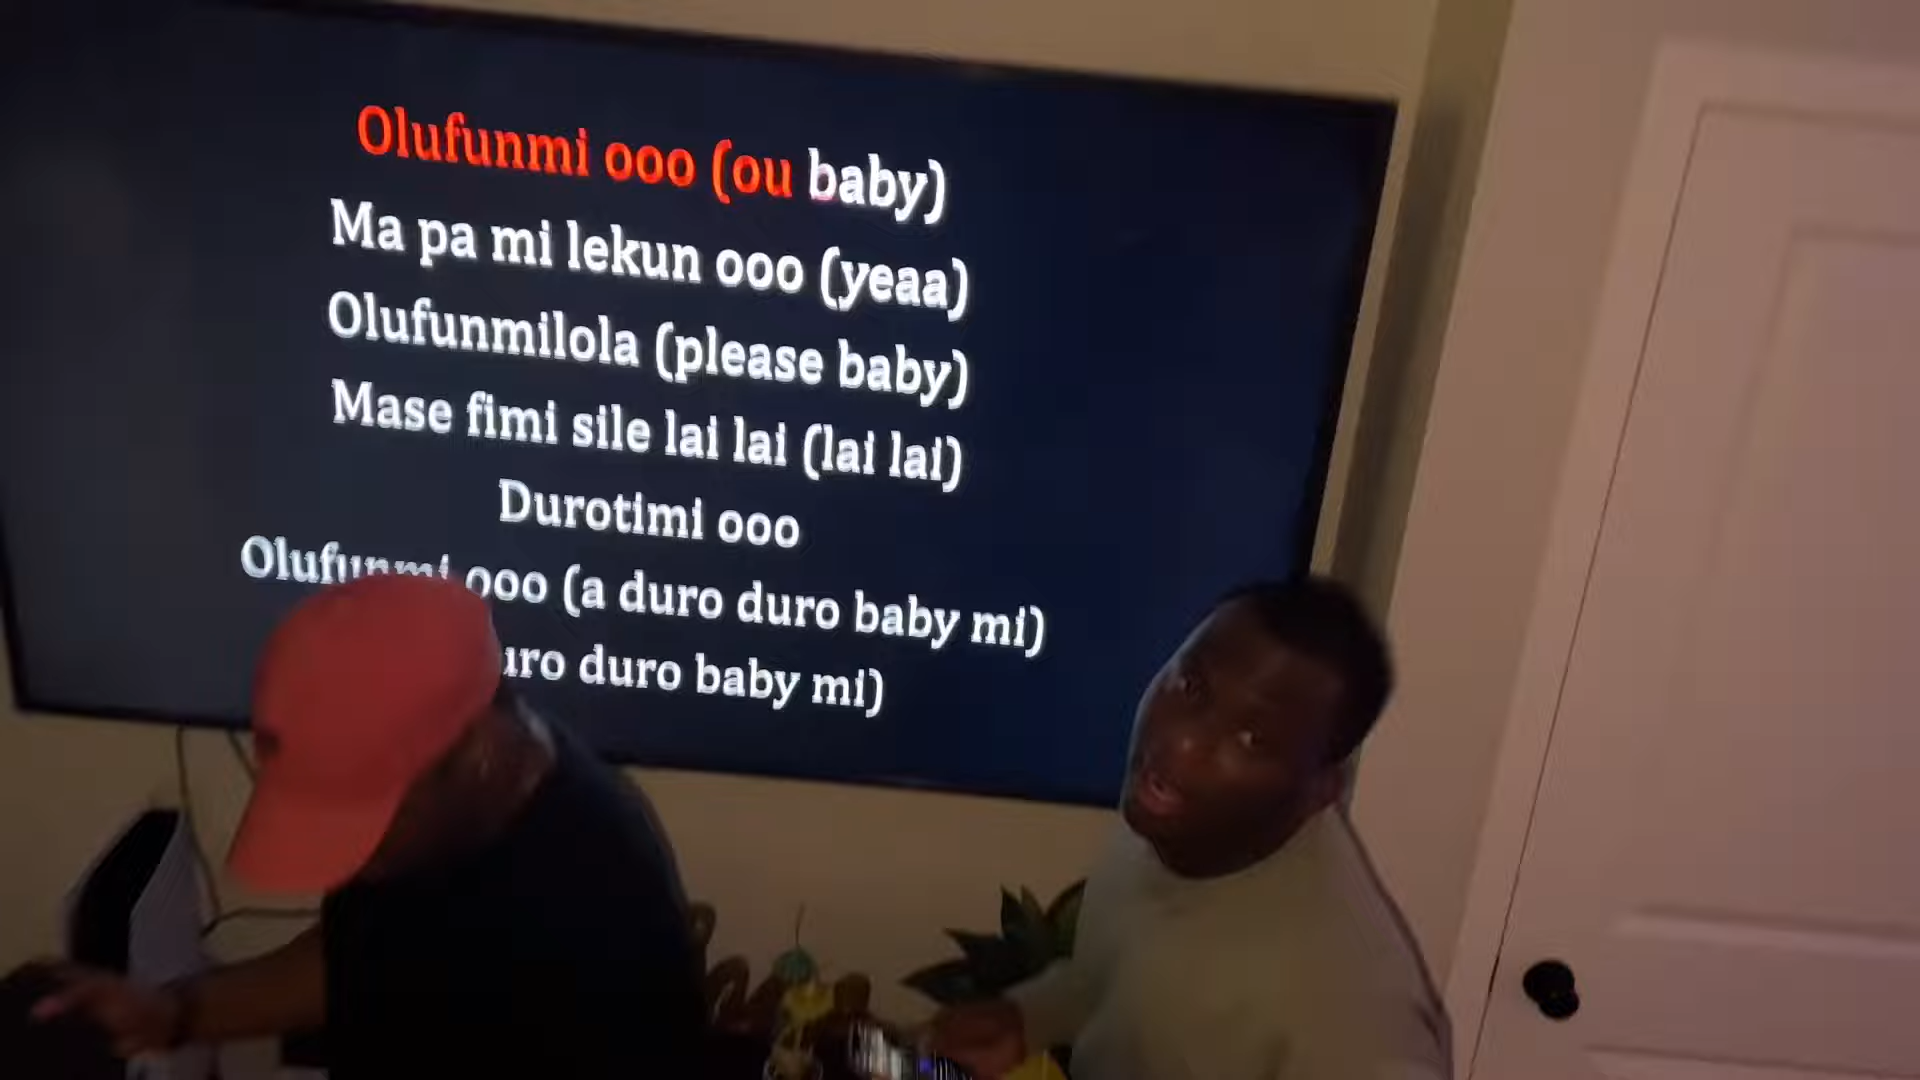 Olufunmi ooo (ou baby)
Ma pa mi lekun ooo (yeaa)
Olufunmilola (please baby)
Mase fimi sile lai lai (lai lai)
Durotimi ooo
Olufunmi ooo (a duro duro baby mi)
duro baby mi)